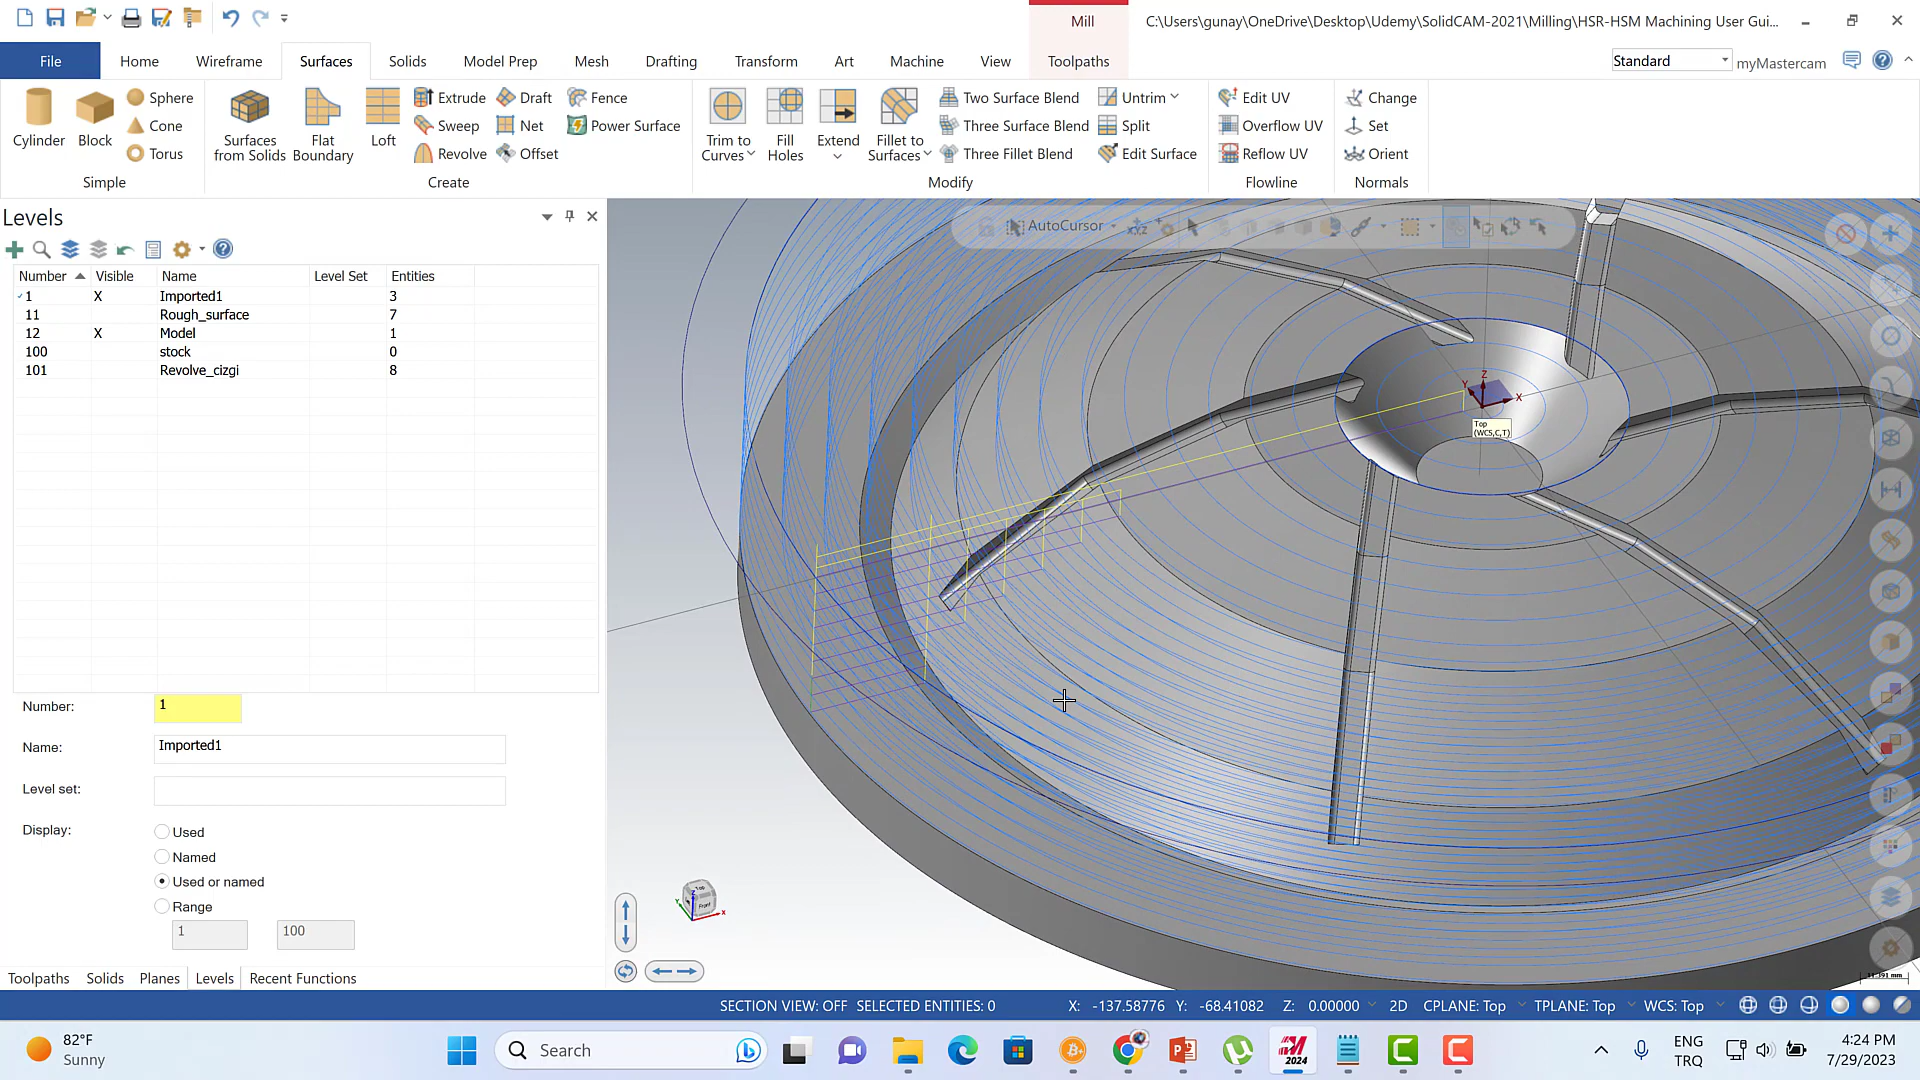 Mill
C:\Users\gunay\OneDrive\Desktop\Udemy\SolidCAM-2021\Milling\HSR-HSM Machining User Gui...
File
Home
Wireframe
Surfaces
Solids
Model Prep
Mesh
Drafting
Transform
Art
Machine
View
Toolpaths
Standard
myMastercam
Cylinder
Block
Sphere
Cone
Torus
Simple
Surfaces from Solids
Flat Boundary
Loft
Extrude
Sweep
Revolve
Draft
Net
Offset
Fence
Power Surface
Create
Trim to Curves
Fill Holes
Extend
Fillet to Surfaces
Two Surface Blend
Three Surface Blend
Three Fillet Blend
Untrim
Split
Edit Surface
Modify
Edit UV
Overflow UV
Reflow UV
Flowline
Change
Set
Orient
Normals
Levels
Number Visible Name Level Set Entities
1 X Imported1 3
11 Rough_surface 7
12 X Model 1
100 stock 0
101 Revolve_cizgi 8
Number: 1
Name: Imported1
Level set:
Display:
Used
Named
Used or named
Range
1 100
Toolpaths Solids Planes Levels Recent Functions
AutoCursor
Z
Y
X
Top
(WCS,C,T)
SECTION VIEW: OFF SELECTED ENTITIES: 0 X: -137.58776 Y: -68.41082 Z: 0.00000 2D CPLANE: Top TPLANE: Top WCS: Top
82°F
Sunny
Search
2024
ENG
TRQ
4:24 PM
7/29/2023